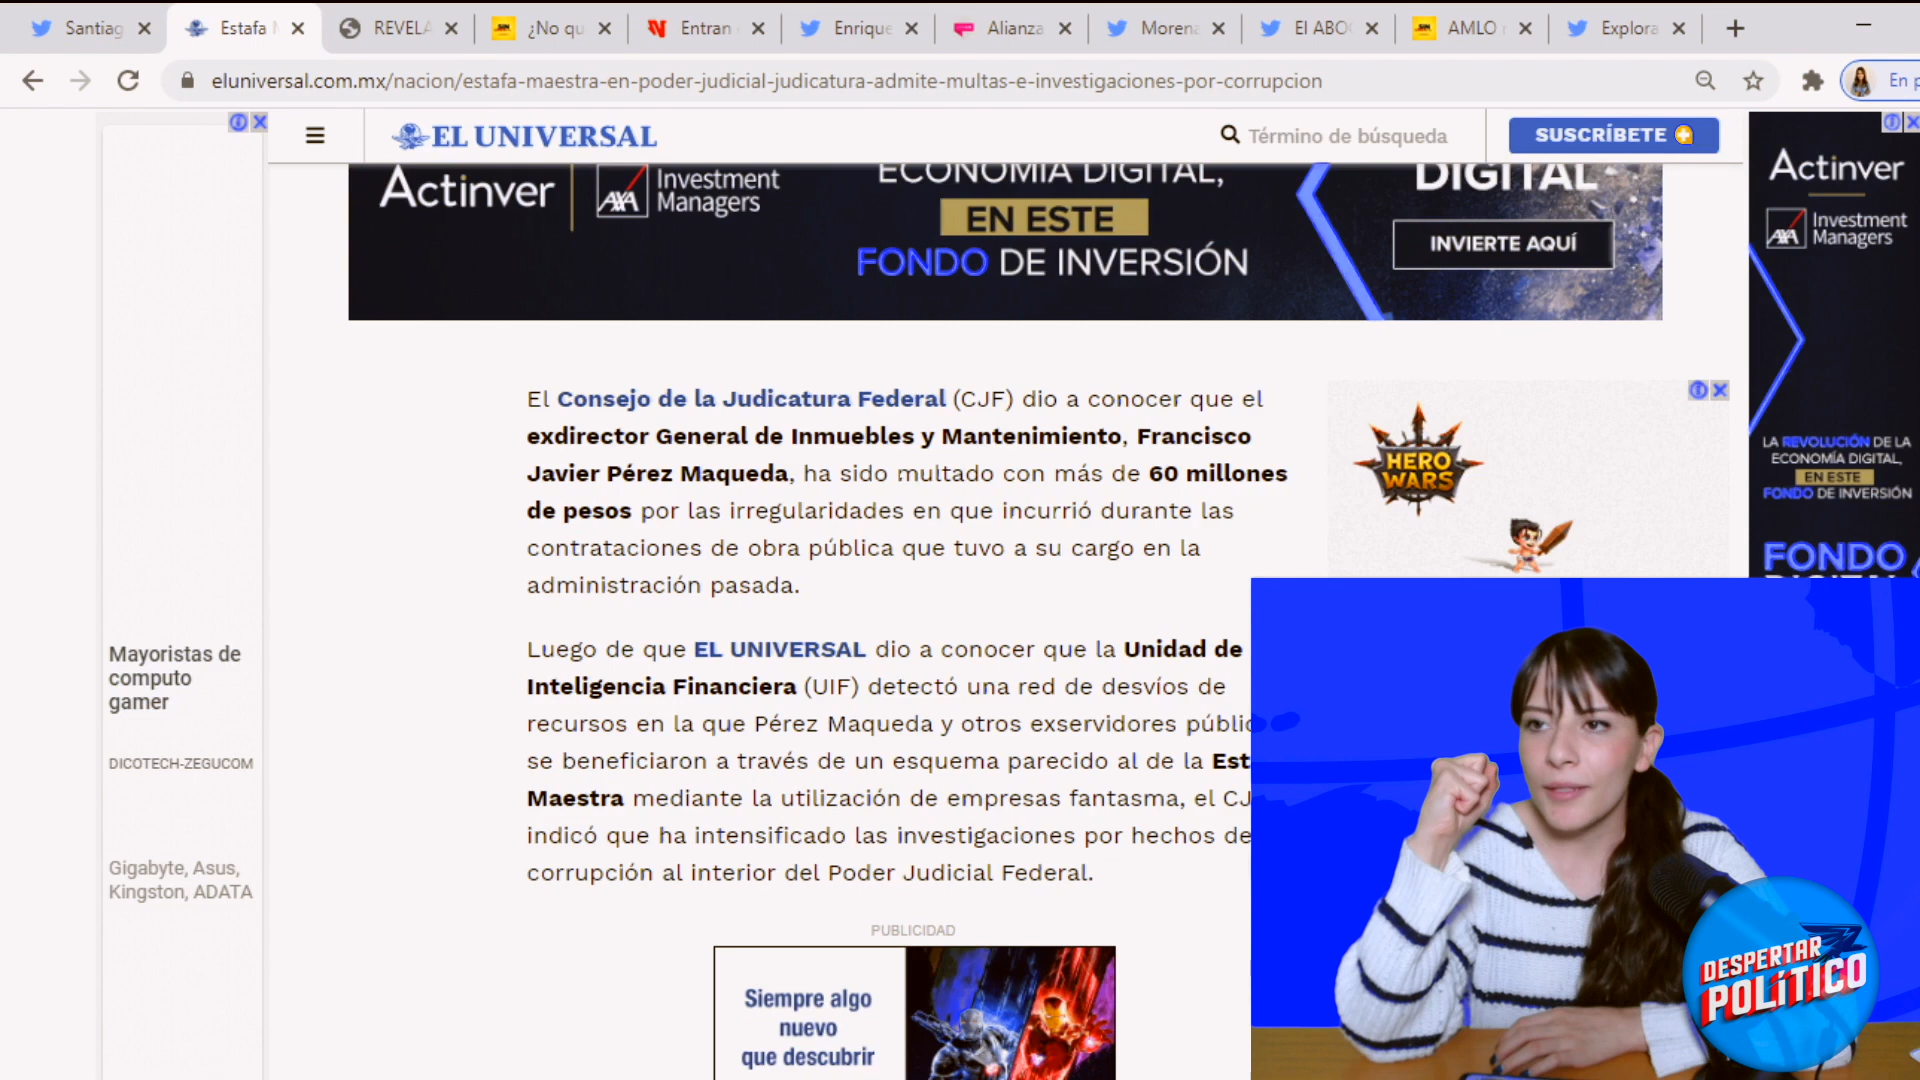 Santiag
Estafa
REVELA
¿No qu
Entran
Enrique
Alianza
Morena
El ABO
AMLO
Explora
eluniversal.com.mx/nacion/estafa-maestra-en-poder-judicial-judicatura-admite-multas-e-investigaciones-por-corrupcion
En p
EL UNIVERSAL
Término de búsqueda
SUSCRÍBETE
Actinver
AXA
Investment
Managers
ECONOMÍA DIGITAL,
EN ESTE
FONDO DE INVERSIÓN
DIGITAL
INVIERTE AQUÍ
Actinver
AXA
Investment
Managers
LA REVOLUCIÓN DE LA
ECONOMÍA DIGITAL,
EN ESTE
FONDO DE INVERSIÓN
FONDO
El Consejo de la Judicatura Federal (CJF) dio a conocer que el
exdirector General de Inmuebles y Mantenimiento, Francisco
Javier Pérez Maqueda, ha sido multado con más de 60 millones
de pesos por las irregularidades en que incurrió durante las
contrataciones de obra pública que tuvo a su cargo en la
administración pasada.
HERO
WARS
Luego de que EL UNIVERSAL dio a conocer que la Unidad de
Inteligencia Financiera (UIF) detectó una red de desvíos de
recursos en la que Pérez Maqueda y otros exservidores públic
se beneficiaron a través de un esquema parecido al de la Est
Maestra mediante la utilización de empresas fantasma, el CJ
indicó que ha intensificado las investigaciones por hechos de
corrupción al interior del Poder Judicial Federal.
Mayoristas de
computo
gamer
DICOTECH-ZEGUCOM
Gigabyte, Asus,
Kingston, ADATA
PUBLICIDAD
Siempre algo
nuevo
que descubrir
DESPERTAR
POLÍTICO